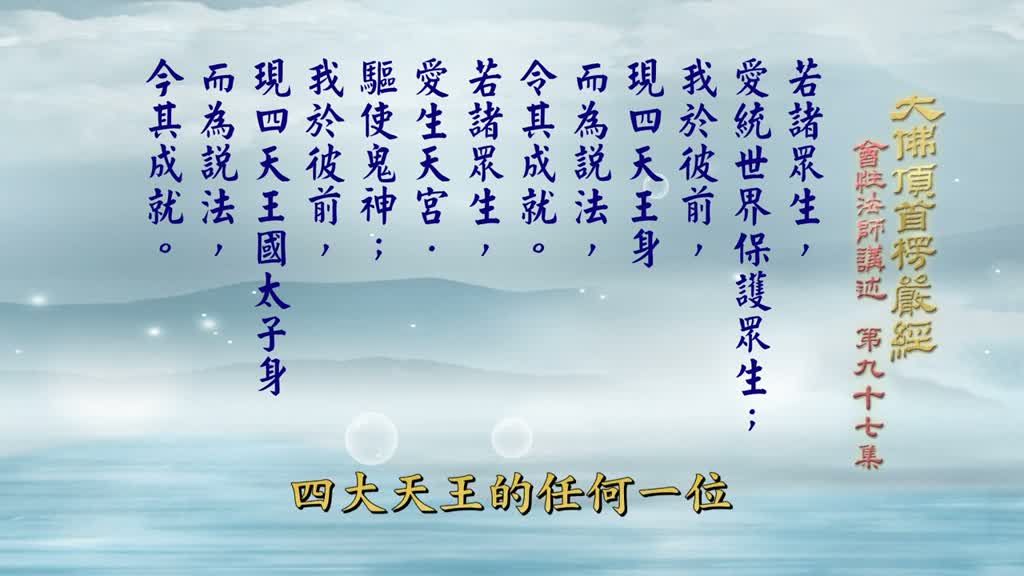 大佛頂首楞嚴經
會性法師講述 第九十七集
若諸眾生，
愛統世界保護眾生；
我於彼前，
現四天王身
而為說法，
令其成就。
若諸眾生，
愛生天宮．
驅使鬼神；
我於彼前，
現四天王國太子身
而為說法，
令其成就。
四大天王的任何一位